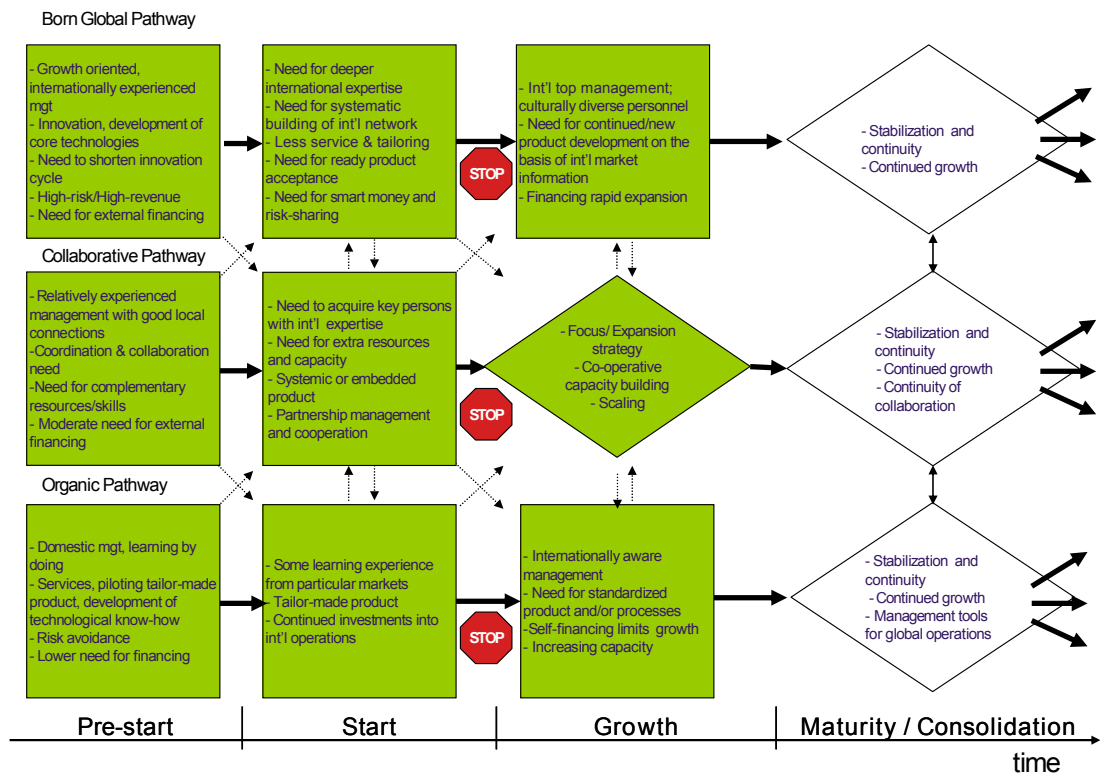 Born Global Pathway
- Growth oriented,
internationally experienced
mgt
- Innovation, development of
core technologies
- Need to shorten innovation
cycle
- High-risk/High-revenue
- Need for external financing
- Need for deeper
international expertise
- Need for systematic
building of int'l network
- Less service & tailoring
- Need for ready product
acceptance
- Need for smart money and
risk-sharing
STOP
- Int'l top management;
culturally diverse personnel
- Need for continued/new
product development on the
basis of int'l market
information
- Financing rapid expansion
- Stabilization and
continuity
- Continued growth
Collaborative Pathway
- Relatively experienced
management with good local
connections
-Coordination & collaboration
need
-Need for complementary
resources/skills
- Moderate need for external
financing
- Need to acquire key persons
with int'l expertise
- Need for extra resources
and capacity
- Systemic or embedded
product
- Partnership management
and cooperation
STOP
- Focus/ Expansion
strategy
- Co-operative
capacity building
- Scaling
- Stabilization and
continuity
- Continued growth
- Continuity of
collaboration
Organic Pathway
- Domestic mgt, learning by
doing
- Services, piloting tailor-made
product, development of
technological know-how
- Risk avoidance
- Lower need for financing
- Some learning experience
from particular markets
- Tailor-made product
- Continued investments into
int'l operations
STOP
- Internationally aware
management
- Need for standardized
product and/or processes
-Self-financing limits growth
- Increasing capacity
- Stabilization and
continuity
- Continued growth
- Management tools
for global operations
Pre-start
Start
Growth
Maturity / Consolidation
time